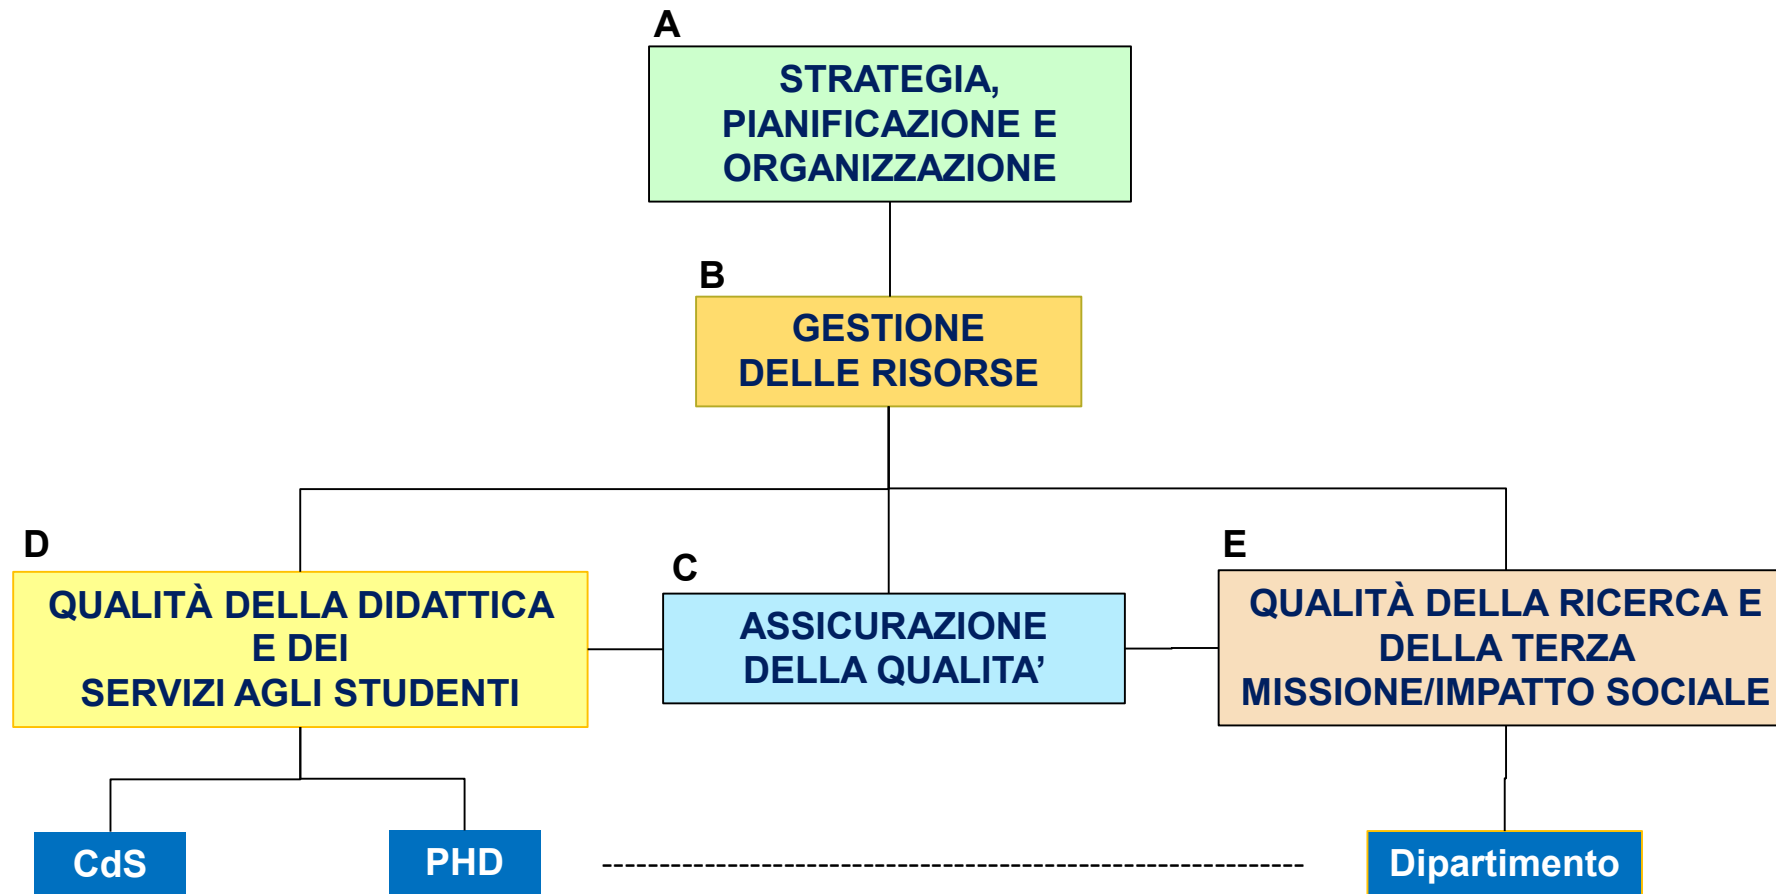 A
STRATEGIA,
PIANIFICAZIONE E
ORGANIZZAZIONE
B
GESTIONE
DELLE RISORSE
D
QUALITÀ DELLA DIDATTICA
E DEI
SERVIZI AGLI STUDENTI
C
ASSICURAZIONE
DELLA QUALITA’
E
QUALITÀ DELLA RICERCA E
DELLA TERZA
MISSIONE/IMPATTO SOCIALE
CdS
PHD
Dipartimento